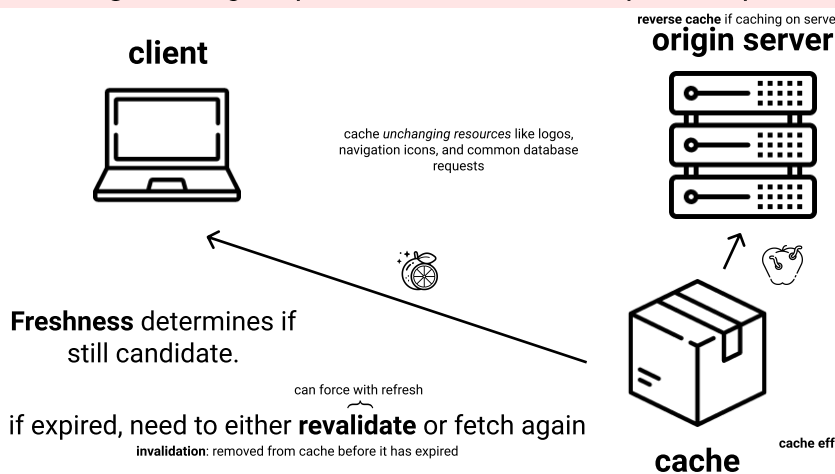 reverse cache if caching on serve
client
origin server
cache unchanging resources like logos,
navigation icons, and common database
requests
Freshness determines if
still candidate.
can force with refresh
if expired, need to either revalidate or fetch again
invalidation: removed from cache before it has expired
cache eff
cache